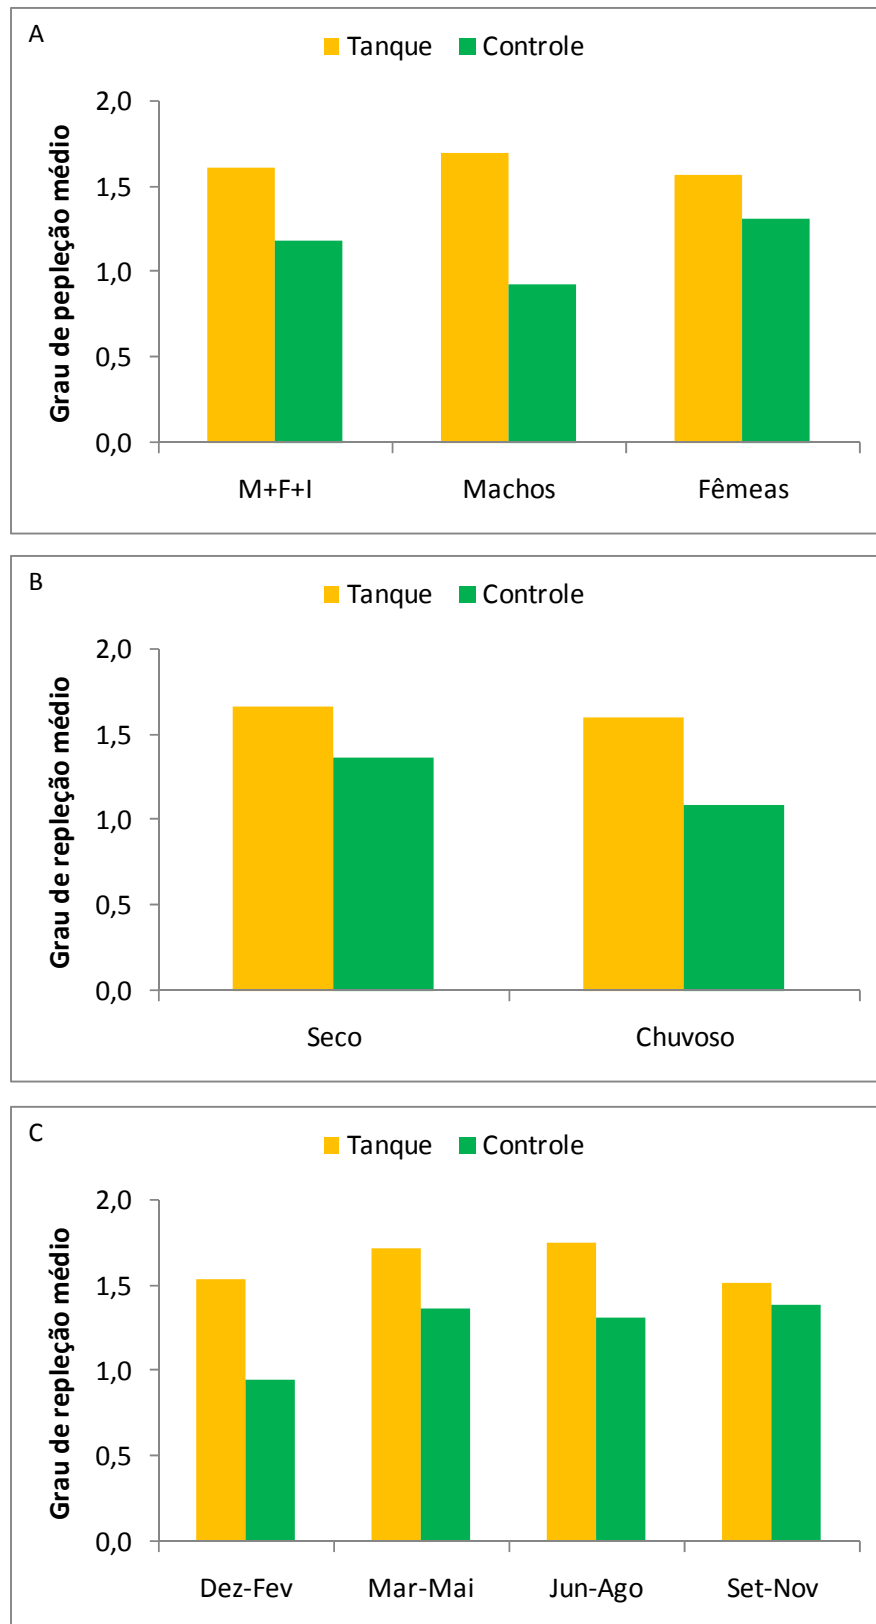 A
Tanque Controle
Grau de pepleção médio
2,0
1,5
1,0
0,5
0,0
M+F+I Machos Fêmeas
B
Tanque Controle
Grau de repleção médio
2,0
1,5
1,0
0,5
0,0
Seco Chuvoso
C
Tanque Controle
Grau de repleção médio
2,0
1,5
1,0
0,5
0,0
Dez-Fev Mar-Mai Jun-Ago Set-Nov